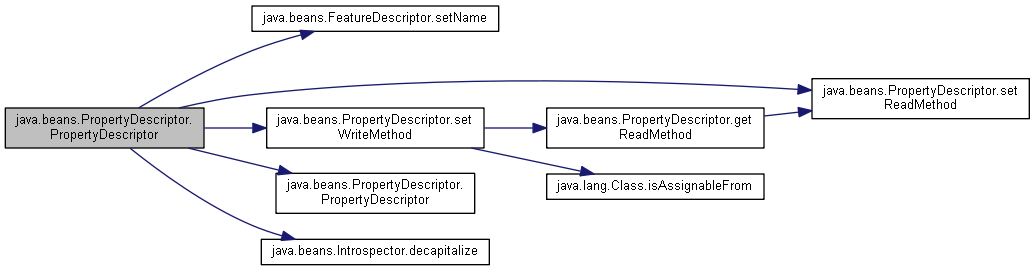 java.beans.FeatureDescriptor.setName
java.beans.PropertyDescriptor.
PropertyDescriptor
java.beans.PropertyDescriptor.set
WriteMethod
java.beans.PropertyDescriptor.get
ReadMethod
java.beans.PropertyDescriptor.set
ReadMethod
java.beans.PropertyDescriptor.
PropertyDescriptor
java.lang.Class.isAssignableFrom
java.beans.Introspector.decapitalize